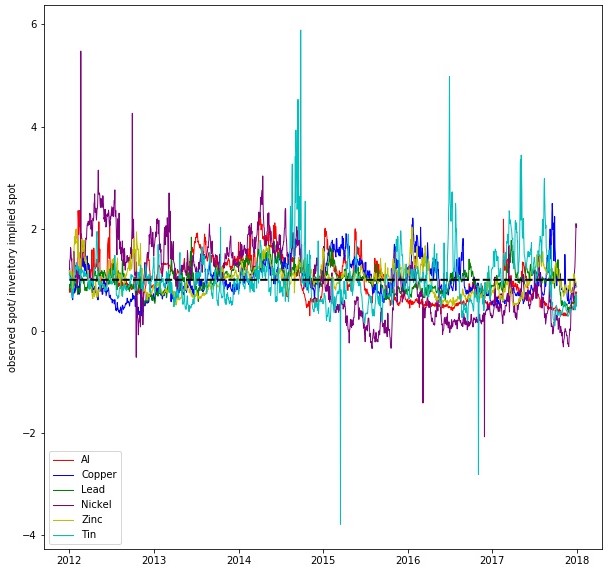 observed spot/ inventory implied spot
6
4
2
0
−2
−4
Al
Copper
Lead
Nickel
Zinc
Tin
2012 2013 2014 2015 2016 2017 2018